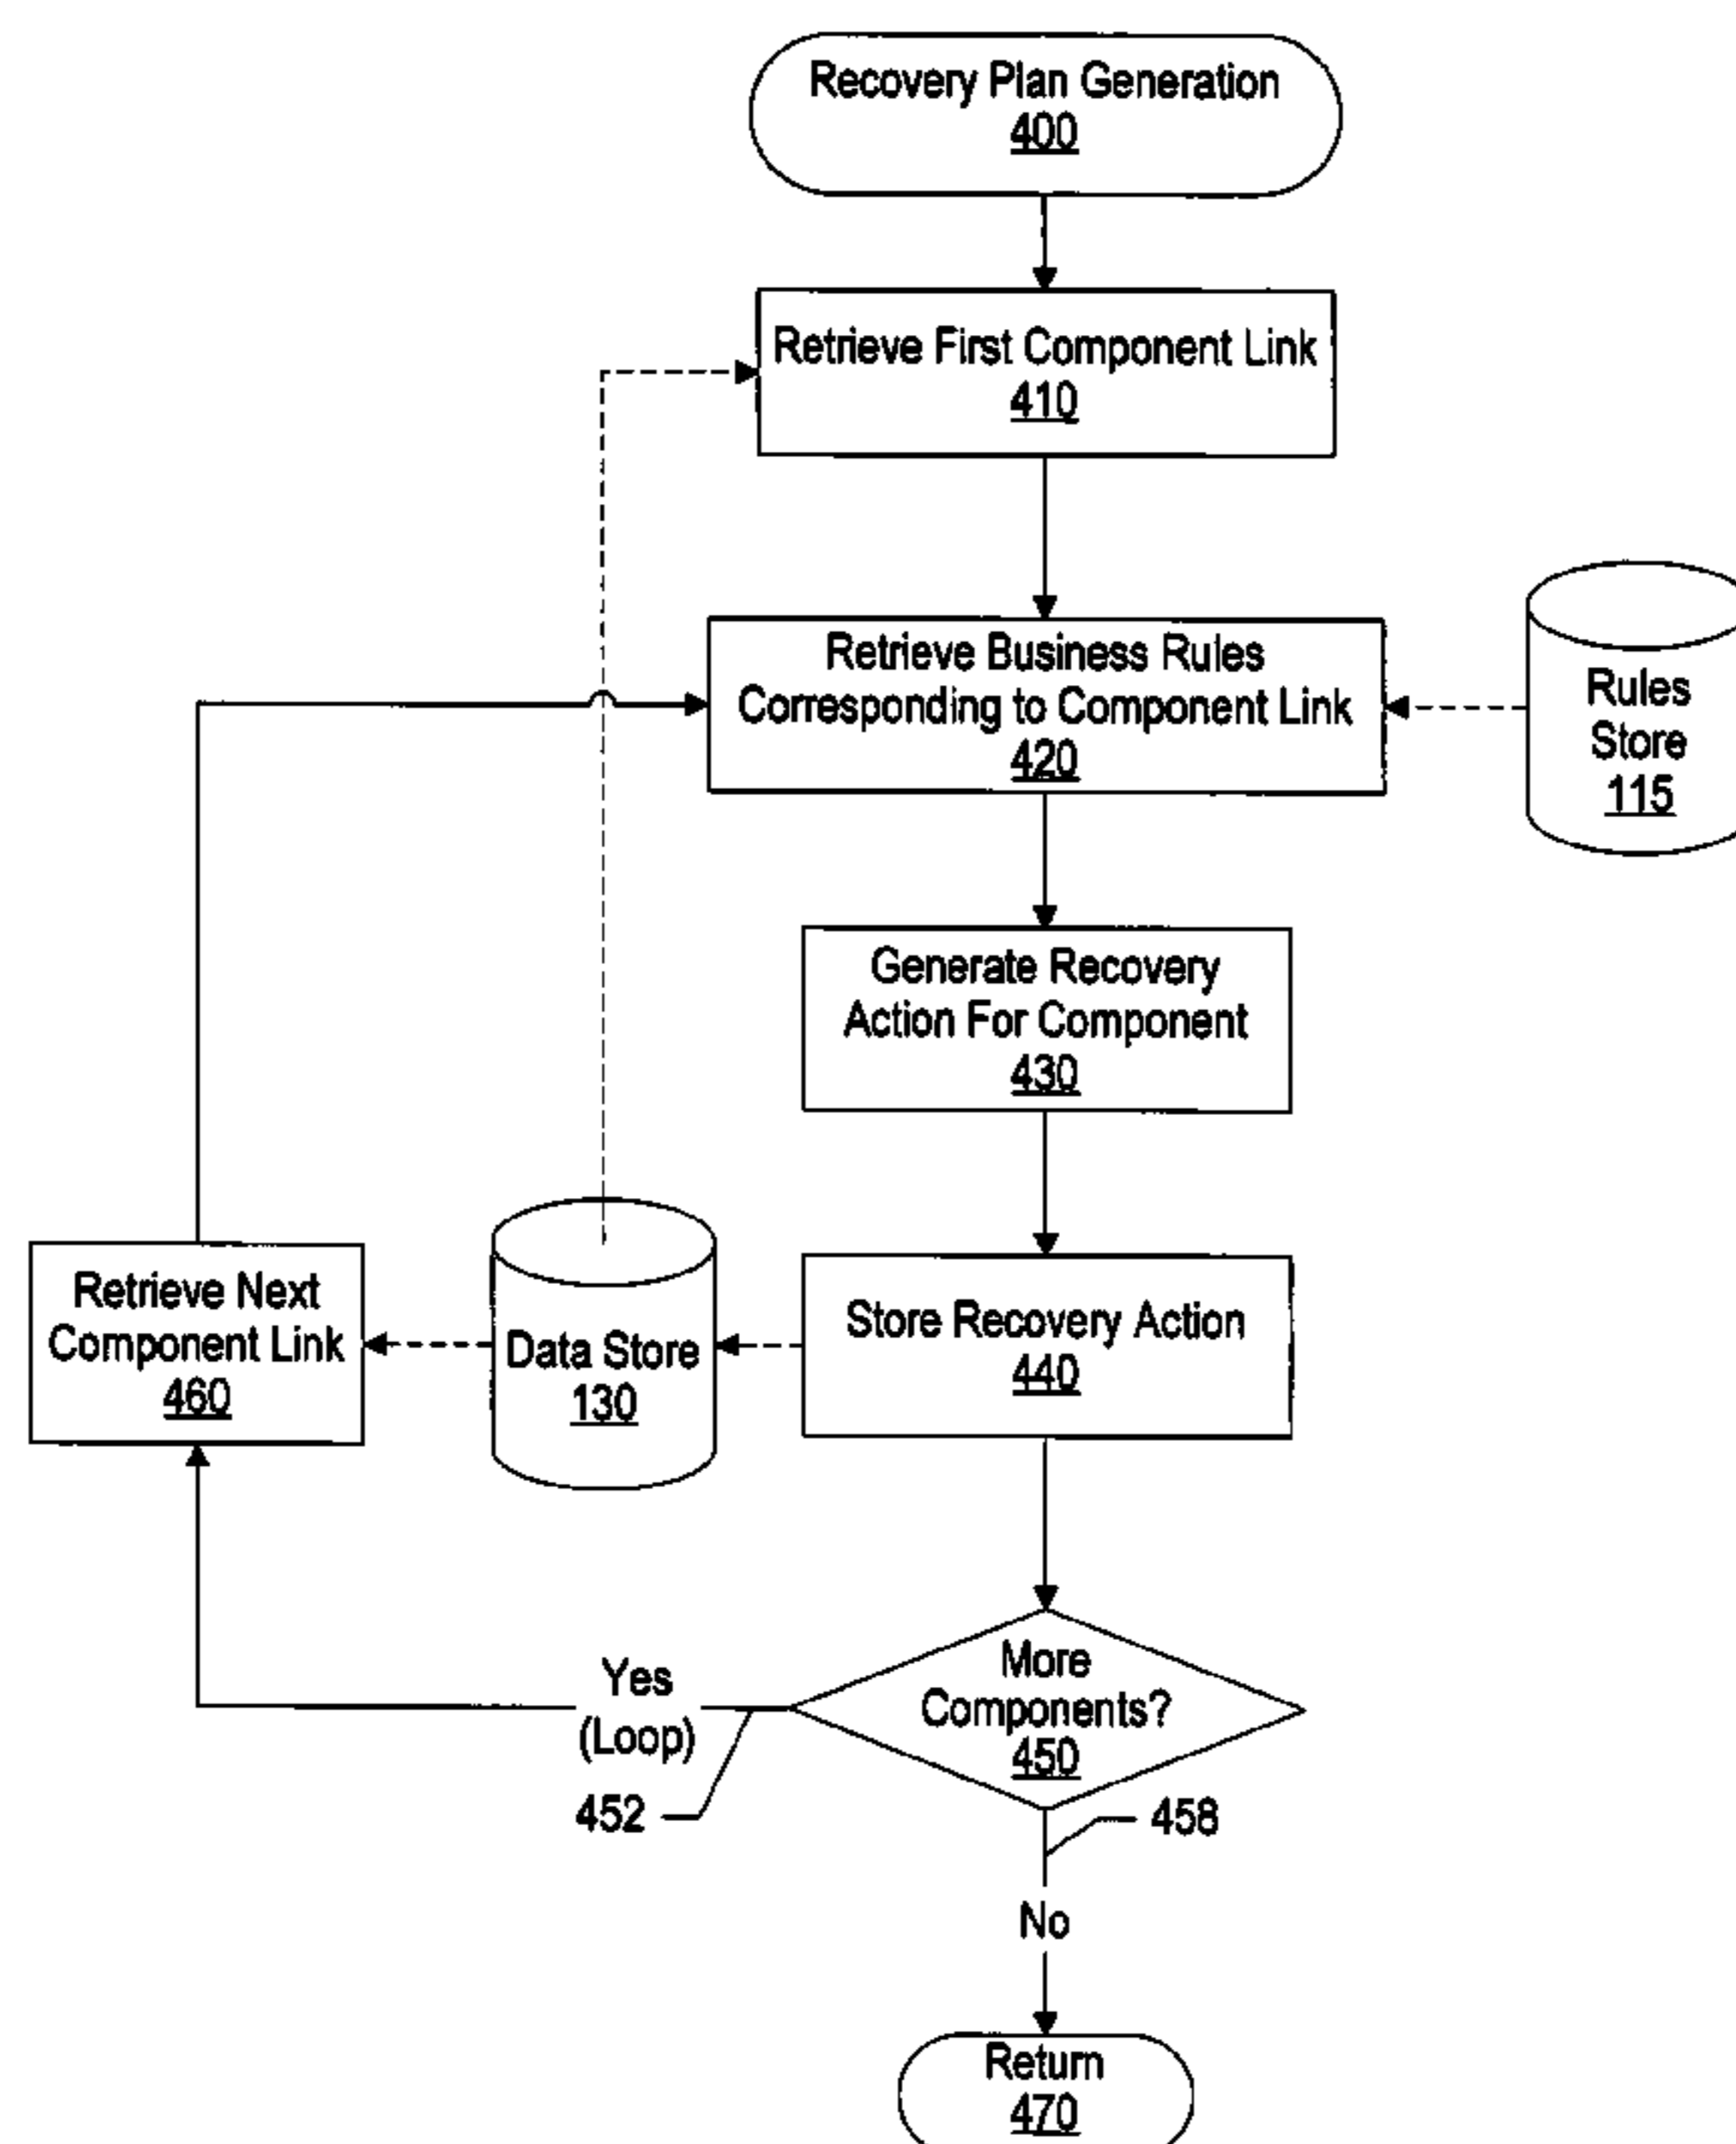 Recovery Plan Generation
400
Retrieve First Component Link
410
Retrieve Business Rules
Corresponding to Component Link
420
Rules
Store
115
Generate Recovery
Action For Component
430
Retrieve Next
Component Link
460
Data Store
130
Store Recovery Action
440
More
Components?
450
Yes
(Loop)
452
458
No
Return
470